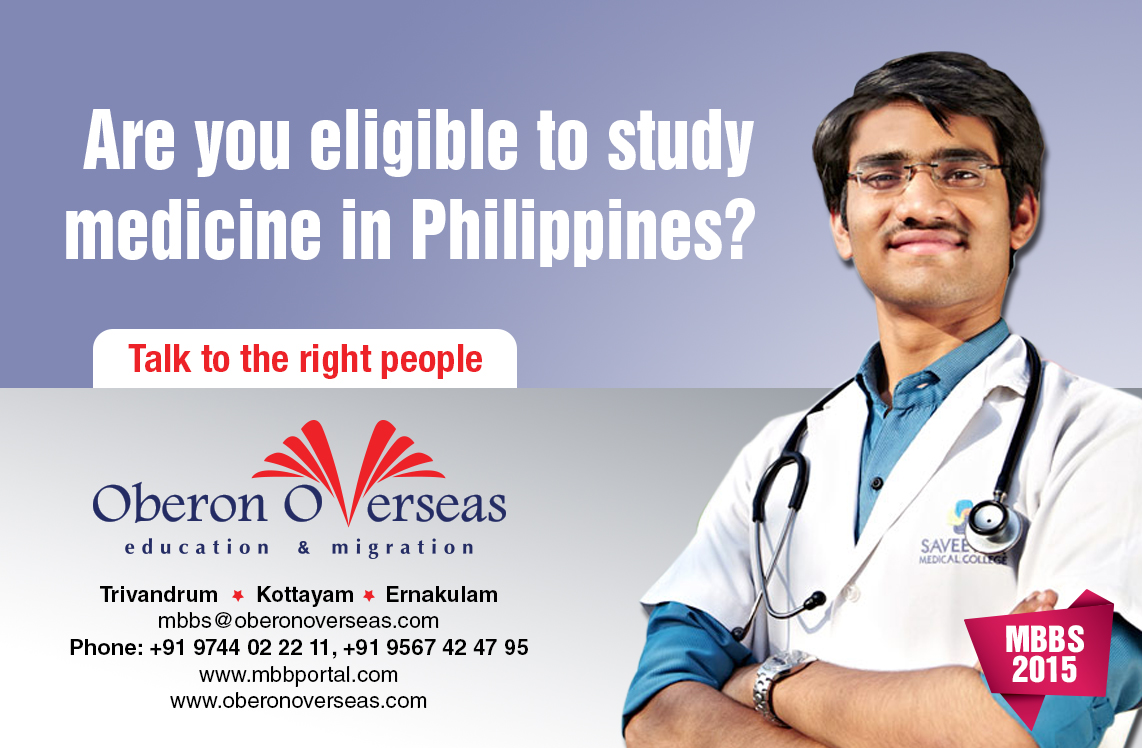 Are you eligible to study
medicine in Philippines?
Talk to the right people
Oberon Overseas
education & migration
Trivandrum ★ Kottayam ★ Ernakulam
mbbs@oberonoverseas.com
Phone: +91 9744 02 22 11, +91 9567 42 47 95
www.mbbportal.com
www.oberonoverseas.com
MEDICAL COLLEGE
MBBS
2015